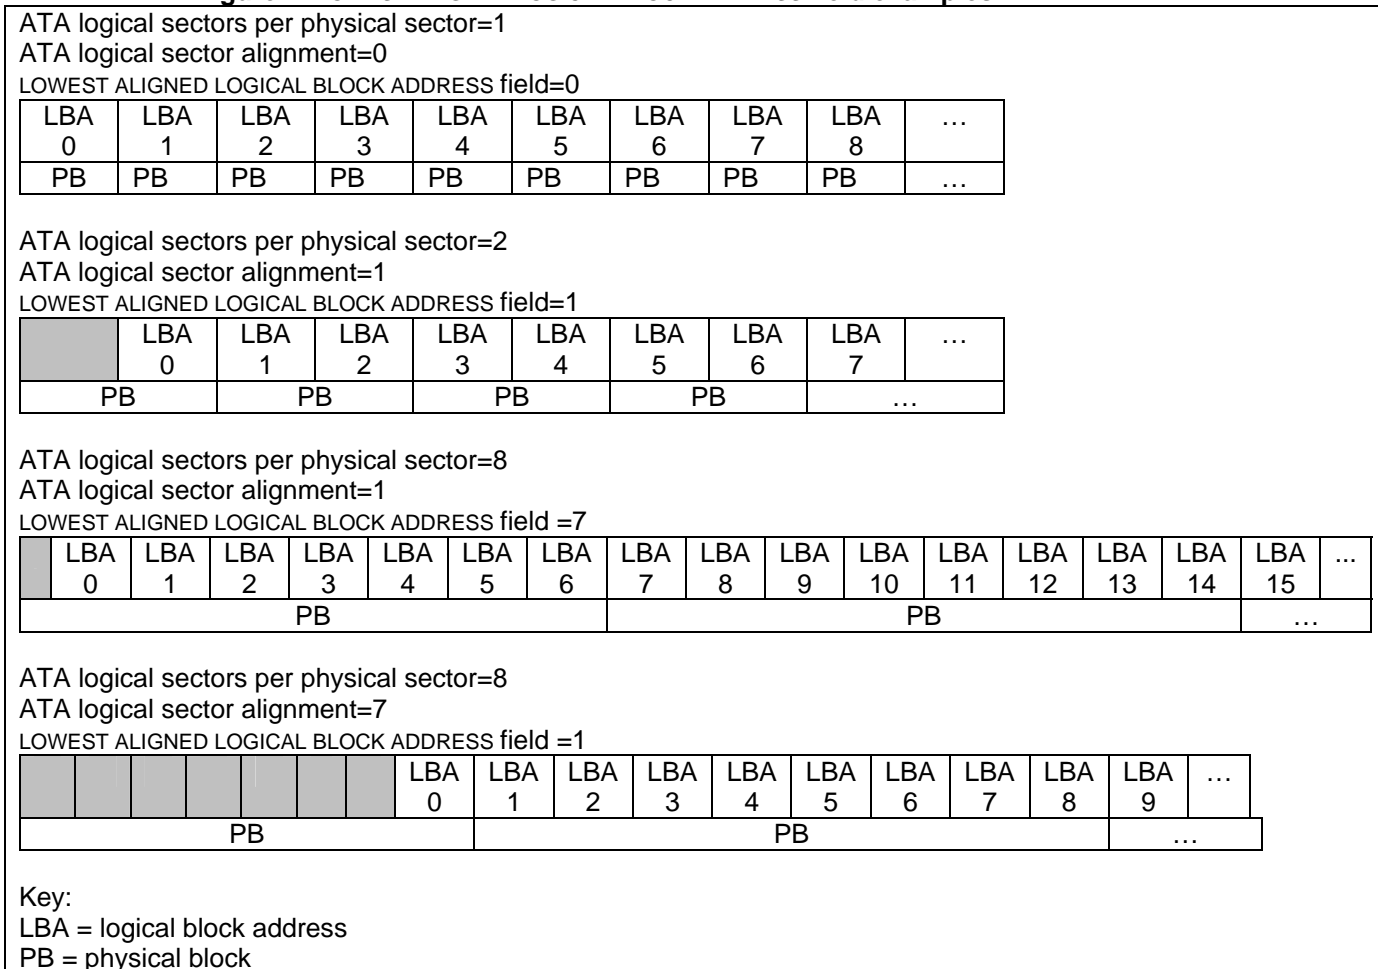 ATA logical sectors per physical sector=1
ATA logical sector alignment=0
LOWEST ALIGNED LOGICAL BLOCK ADDRESS field=0
LBA LBA LBA LBA LBA LBA LBA LBA LBA …
0 1 2 3 4 5 6 7 8
PB PB PB PB PB PB PB PB PB …
ATA logical sectors per physical sector=2
ATA logical sector alignment=1
LOWEST ALIGNED LOGICAL BLOCK ADDRESS field=1
LBA LBA LBA LBA LBA LBA LBA LBA …
0 1 2 3 4 5 6 7
PB PB PB PB …
ATA logical sectors per physical sector=8
ATA logical sector alignment=1
LOWEST ALIGNED LOGICAL BLOCK ADDRESS field =7
LBA LBA LBA LBA LBA LBA LBA LBA LBA LBA LBA LBA LBA LBA LBA LBA ...
0 1 2 3 4 5 6 7 8 9 10 11 12 13 14 15
PB PB …
ATA logical sectors per physical sector=8
ATA logical sector alignment=7
LOWEST ALIGNED LOGICAL BLOCK ADDRESS field =1
LBA LBA LBA LBA LBA LBA LBA LBA LBA LBA …
0 1 2 3 4 5 6 7 8 9
PB PB …
Key:
LBA = logical block address
PB = physical block